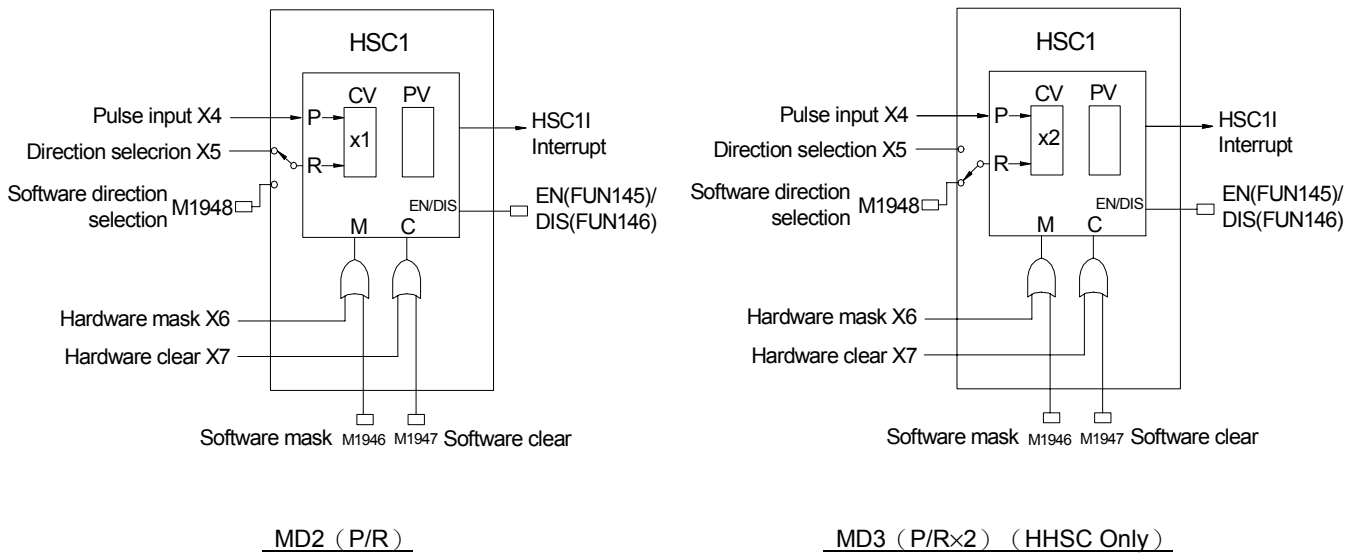 HSC1
CV PV
Pulse input X4
P
x1
HSC1I
Interrupt
Direction selecrion X5
R
Software direction
selection
M1948
EN/DIS
EN(FUN145)/
DIS(FUN146)
M C
Hardware mask X6
Hardware clear X7
Software mask M1946 M1947 Software clear
MD2（P/R）
HSC1
CV PV
Pulse input X4
P
x2
HSC1I
Interrupt
Direction selection X5
R
Software direction
selection
M1948
EN/DIS
EN(FUN145)/
DIS(FUN146)
M C
Hardware mask X6
Hardware clear X7
Software mask M1946 M1947 Software clear
MD3（P/R×2）（HHSC Only）